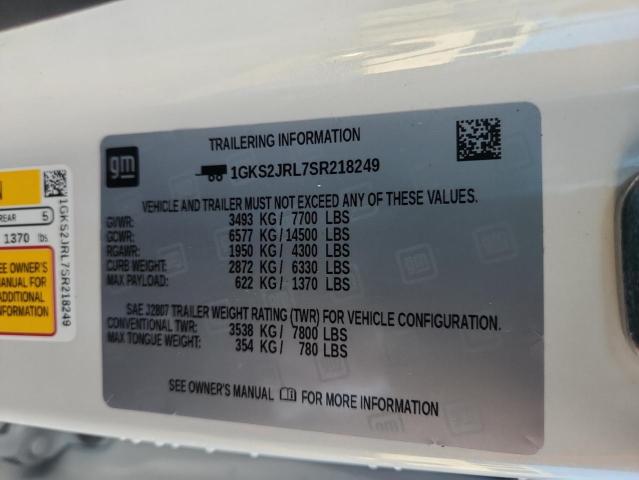 gm
TRAILERING INFORMATION
1GKS2JRL7SR218249
VEHICLE AND TRAILER MUST NOT EXCEED ANY OF THESE VALUES.
GVWR: 3493 KG/ 7700 LBS
GCWR: 6577 KG/14500 LBS
RGAWR: 1950 KG/ 4300 LBS
CURB WEIGHT: 2872 KG/ 6330 LBS
MAX PAYLOAD: 622 KG/ 1370 LBS
SAE J2807 TRAILER WEIGHT RATING (TWR) FOR VEHICLE CONFIGURATION.
CONVENTIONAL TWR: 3538 KG/ 7800 LBS
MAX TONGUE WEIGHT: 354 KG/ 780 LBS
SEE OWNER'S MANUAL FOR MORE INFORMATION
N
REAR 5
1370 lbs
SEE OWNER'S
MANUAL FOR
ADDITIONAL
INFORMATION
1GKS2JRL7SR218249